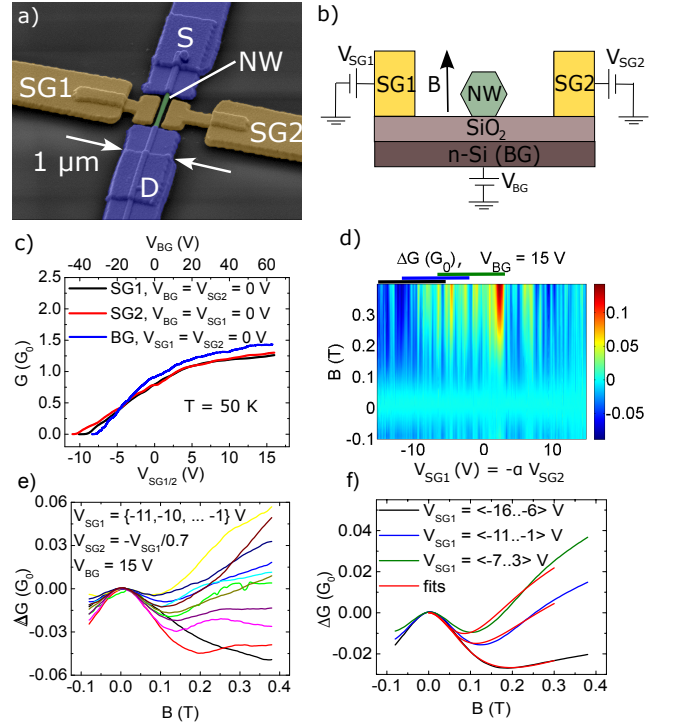 a)
S
NW
SG1
SG2
1 µm
D
b)
V_SG1
B
NW
SG1
SG2
V_SG2
SiO₂
n-Si (BG)
V_BG
c)
V_BG (V)
-40 -20 0 20 40 60
2.5
2.0
1.5
1.0
0.5
0.0
G (G₀)
SG1, V_BG = V_SG2 = 0 V
SG2, V_BG = V_SG1 = 0 V
BG, V_SG1 = V_SG2 = 0 V
T = 50 K
-10 -5 0 5 10 15
V_SG1/2 (V)
d)
ΔG (G₀), V_BG = 15 V
B (T)
0.3
0.2
0.1
0
-0.1
-10 0 10
V_SG1 (V) = -α V_SG2
0.1
0.05
0
-0.05
e)
0.06
0.03
0.00
-0.03
-0.06
ΔG (G₀)
V_SG1 = {-11,-10, ... -1} V
V_SG2 = -V_SG1/0.7
V_BG = 15 V
0.0 0.1 0.2 0.3 0.4
B (T)
f)
0.04
0.02
0.00
-0.02
ΔG (G₀)
V_SG1 = <-16..-6> V
V_SG1 = <-11..-1> V
V_SG1 = <-7..3> V
fits
-0.1 0.0 0.1 0.2 0.3 0.4
B (T)